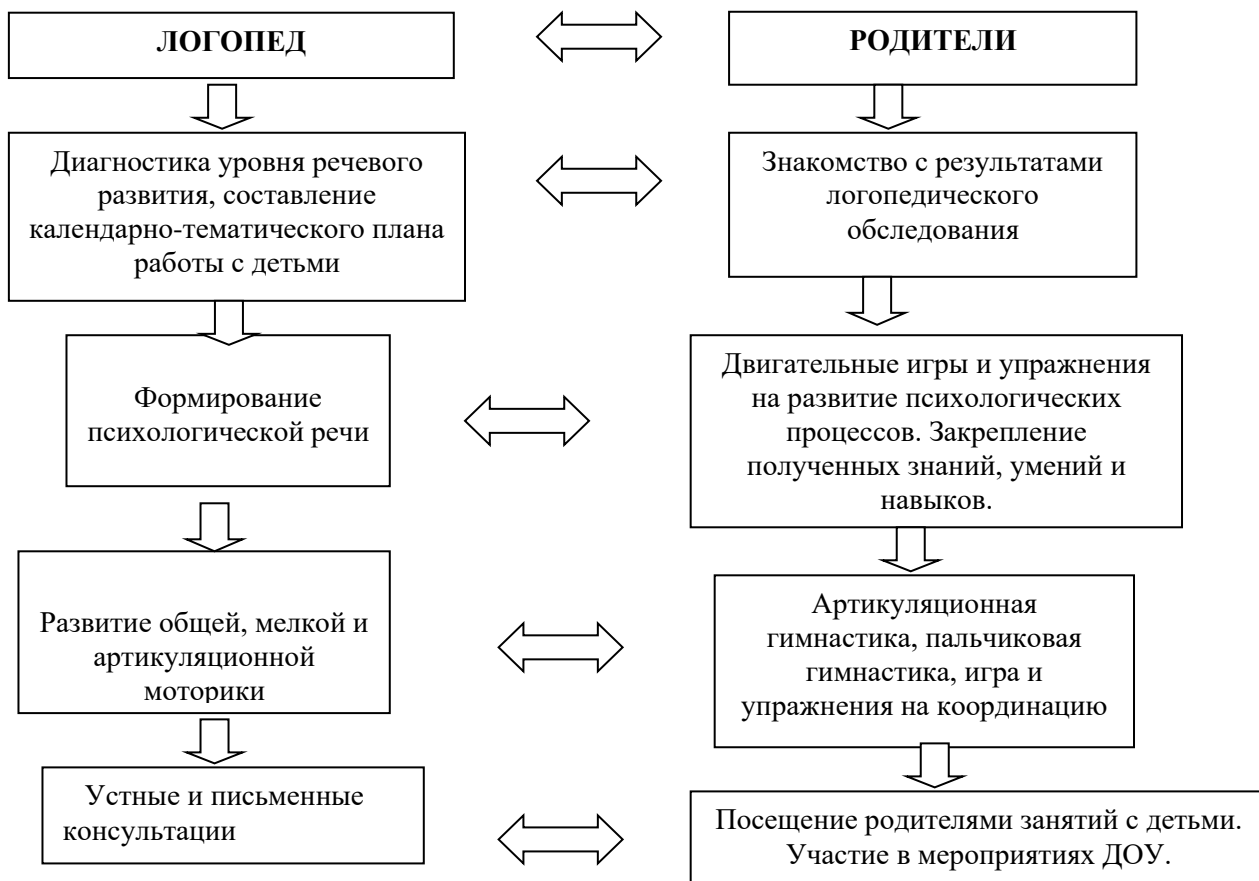 ЛОГОПЕД
РОДИТЕЛИ
Диагностика уровня речевого
развития, составление
календарно-тематического плана
работы с детьми
Знакомство с результатами
логопедического
обследования
Формирование
психологической речи
Двигательные игры и упражнения
на развитие психологических
процессов. Закрепление
полученных знаний, умений и
навыков.
Развитие общей, мелкой и
артикуляционной
моторики
Артикуляционная
гимнастика, пальчиковая
гимнастика, игра и
упражнения на координацию
Устные и письменные
консультации
Посещение родителями занятий с детьми.
Участие в мероприятиях ДОУ.